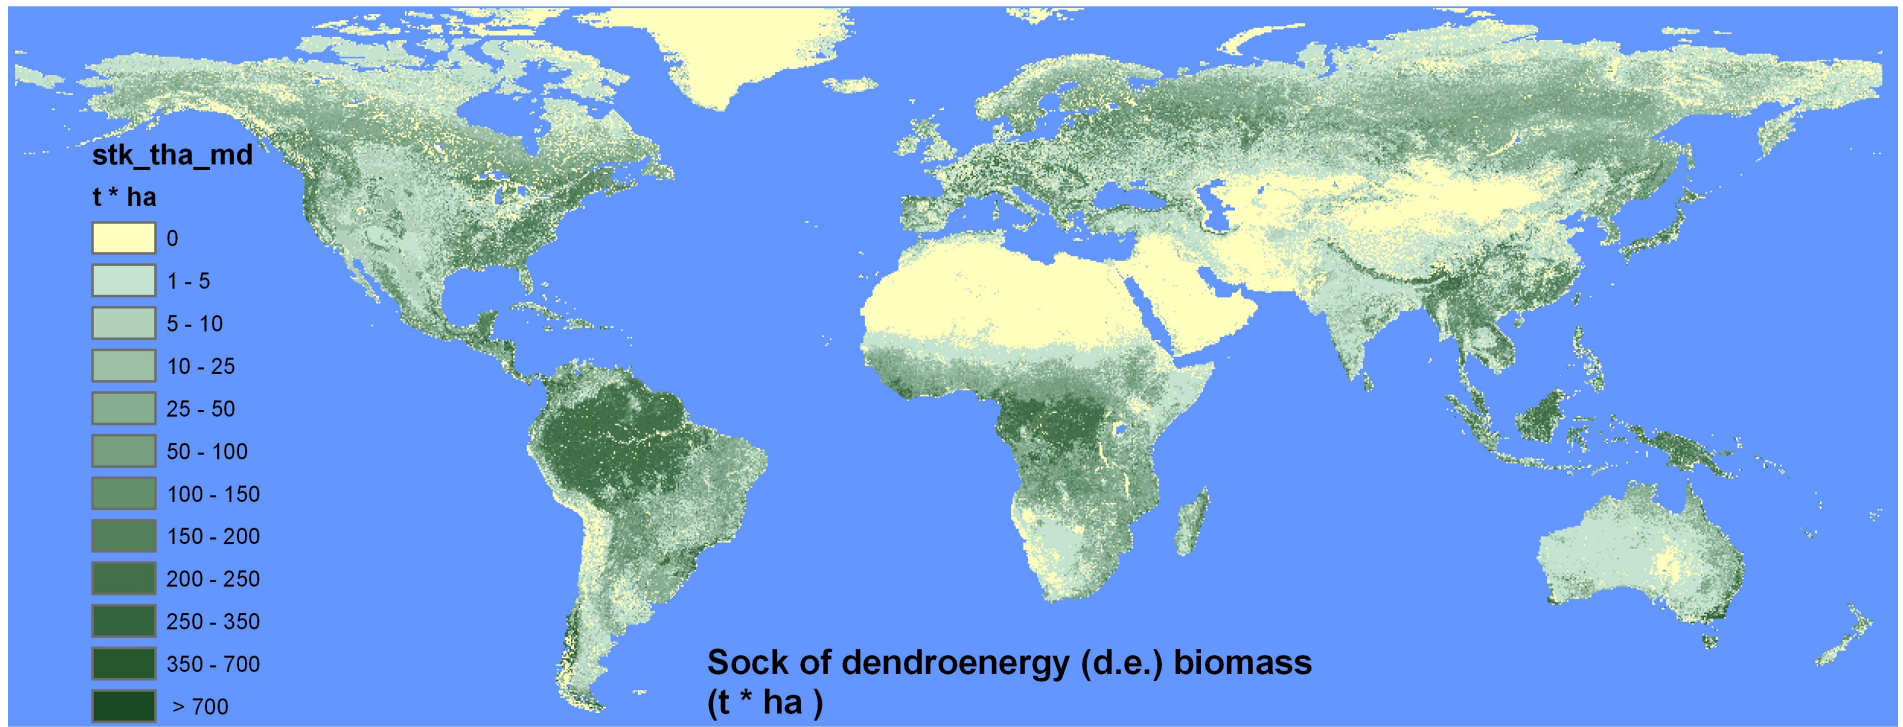 stk_tha_md
t * ha
0
1 - 5
5 - 10
10 - 25
25 - 50
50 - 100
100 - 150
150 - 200
200 - 250
250 - 350
350 - 700
> 700
Sock of dendroenergy (d.e.) biomass
(t * ha )